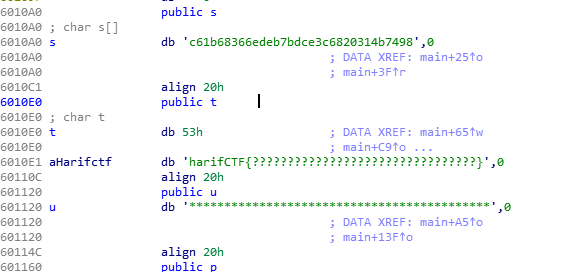 6010A0 public s
6010A0 ; char s[]
6010A0 s db 'c61b68366edeb7bdce3c6820314b7498',0
6010A0 ; DATA XREF: main+25↑o
6010A0 ; main+3F↑r
6010C1 align 20h
6010E0 public t
6010E0 ; char t
6010E0 t db 53h ; DATA XREF: main+65↑w
6010E0 ; main+C9↑o ...
6010E1 aHarifctf db 'harifCTF{????????????????????????????????}',0
60110C align 20h
601120 public u
601120 u db '*******************************************',0
601120 ; DATA XREF: main+A5↑o
601120 ; main+13F↑o
60114C align 20h
601160 public p